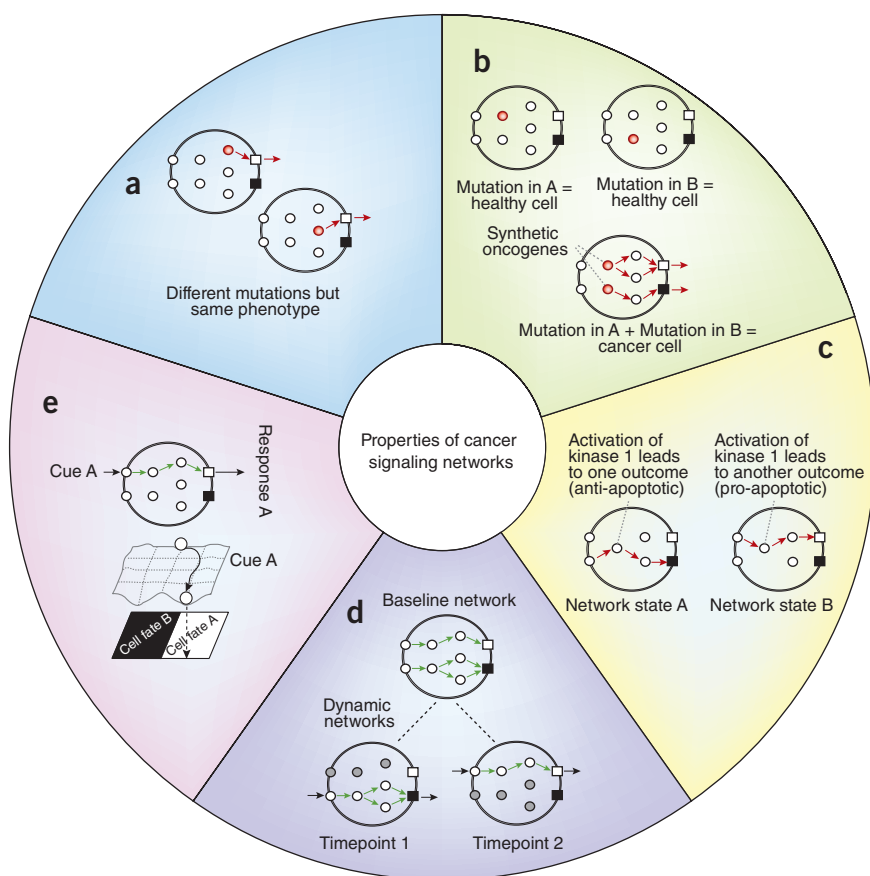 a
Different mutations but
same phenotype
b
Mutation in A =
healthy cell
Mutation in B =
healthy cell
Synthetic
oncogenes
Mutation in A + Mutation in B =
cancer cell
c
Activation of
kinase 1 leads
to one outcome
(anti-apoptotic)
Activation of
kinase 1 leads
to another outcome
(pro-apoptotic)
Network state A
Network state B
d
Baseline network
Dynamic
networks
Timepoint 1
Timepoint 2
e
Cue A
Response A
Cue A
Cell fate B
Cell fate A
Properties of cancer
signaling networks